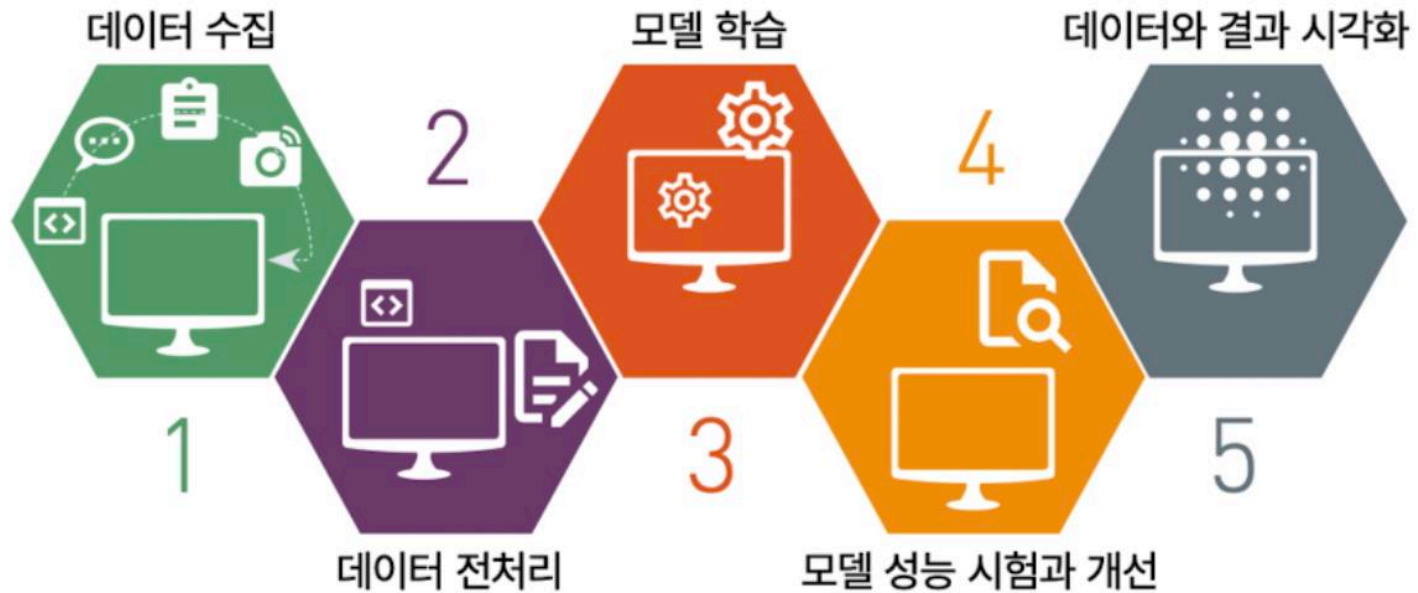 데이터 수집
1
2
데이터 전처리
모델 학습
3
4
모델 성능 시험과 개선
데이터와 결과 시각화
5